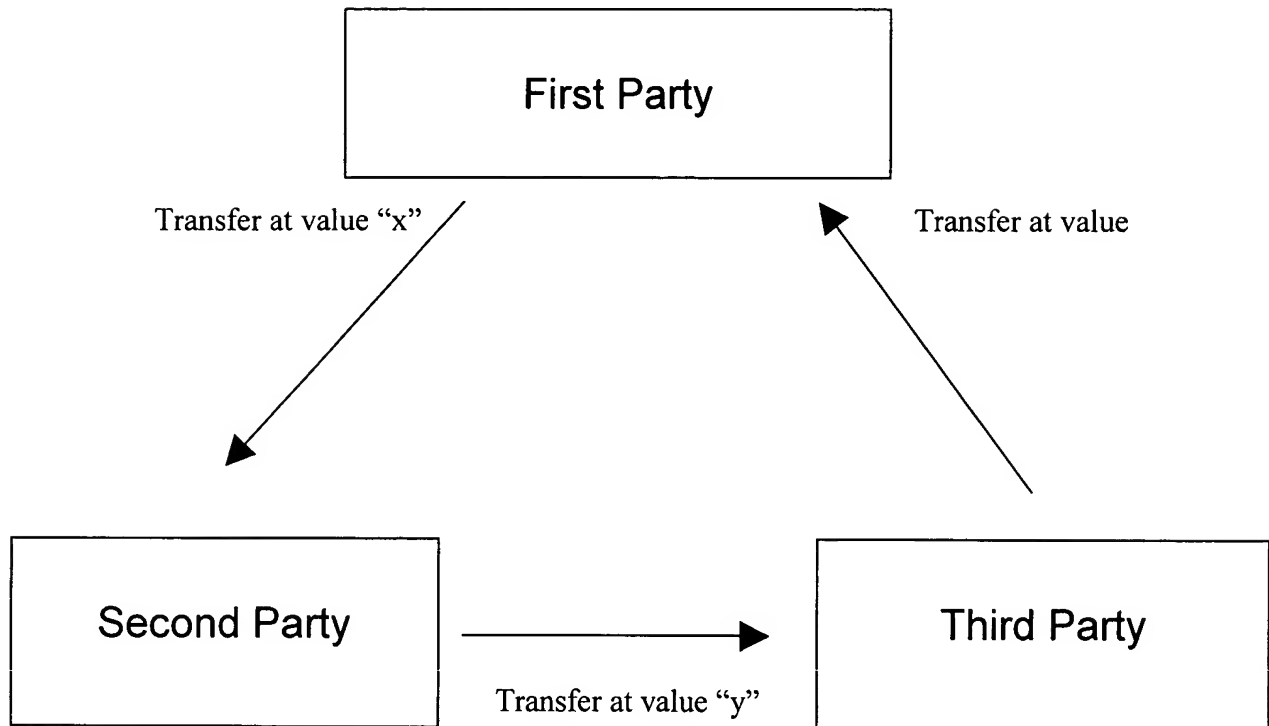 First Party
Transfer at value “x”
Transfer at value
Second Party
Third Party
Transfer at value “y”